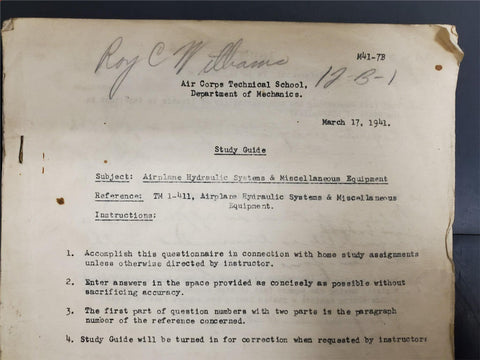 Roy C Williams
M41-7B
Air Corps Technical School,
12-B-1
Department of Mechanics.
March 17, 1941.
Study Guide
Subject: Airplane Hydraulic Systems & Miscellaneous Equipment
Reference: TM 1-411, Airplane Hydraulic Systems & Miscellaneous
Equipment.
Instructions:
1. Accomplish this questionnaire in connection with home study assignments
unless otherwise directed by instructor.
2. Enter answers in the space provided as concisely as possible without
sacrificing accuracy.
3. The first part of question numbers with two parts is the paragraph
number of the reference concerned.
4. Study Guide will be turned in for correction when requested by instructor